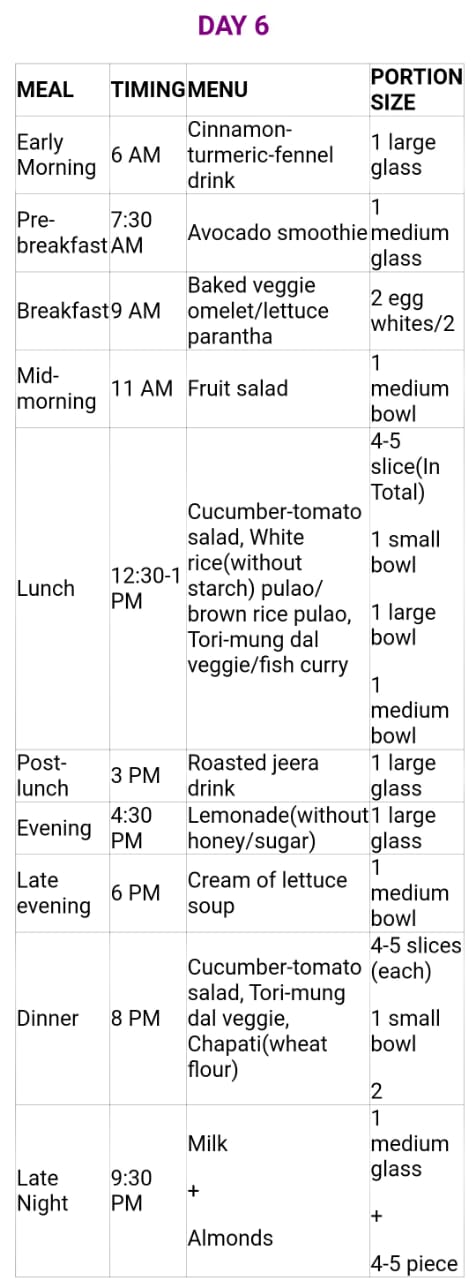 DAY 6
MEAL TIMING MENU PORTION
SIZE
Early
Morning
6 AM
Cinnamon-
turmeric-fennel
drink
1 large
glass
Pre-
breakfast
7:30
AM
Avocado smoothie
1
medium
glass
Breakfast
9 AM
Baked veggie
omelet/lettuce
parantha
2 egg
whites/2
Mid-
morning
11 AM
Fruit salad
1
medium
bowl
Lunch
12:30-1
PM
Cucumber-tomato
salad, White
rice(without
starch) pulao/
brown rice pulao,
Tori-mung dal
veggie/fish curry
4-5
slice(In
Total)
1 small
bowl
1 large
bowl
1
medium
bowl
Post-
lunch
3 PM
Roasted jeera
drink
1 large
glass
Evening
4:30
PM
Lemonade(without
honey/sugar)
1 large
glass
Late
evening
6 PM
Cream of lettuce
soup
1
medium
bowl
Dinner
8 PM
Cucumber-tomato
salad, Tori-mung
dal veggie,
Chapati(wheat
flour)
4-5 slices
(each)
1 small
bowl
2
Late
Night
9:30
PM
Milk
+
Almonds
1
medium
glass
+
4-5 piece